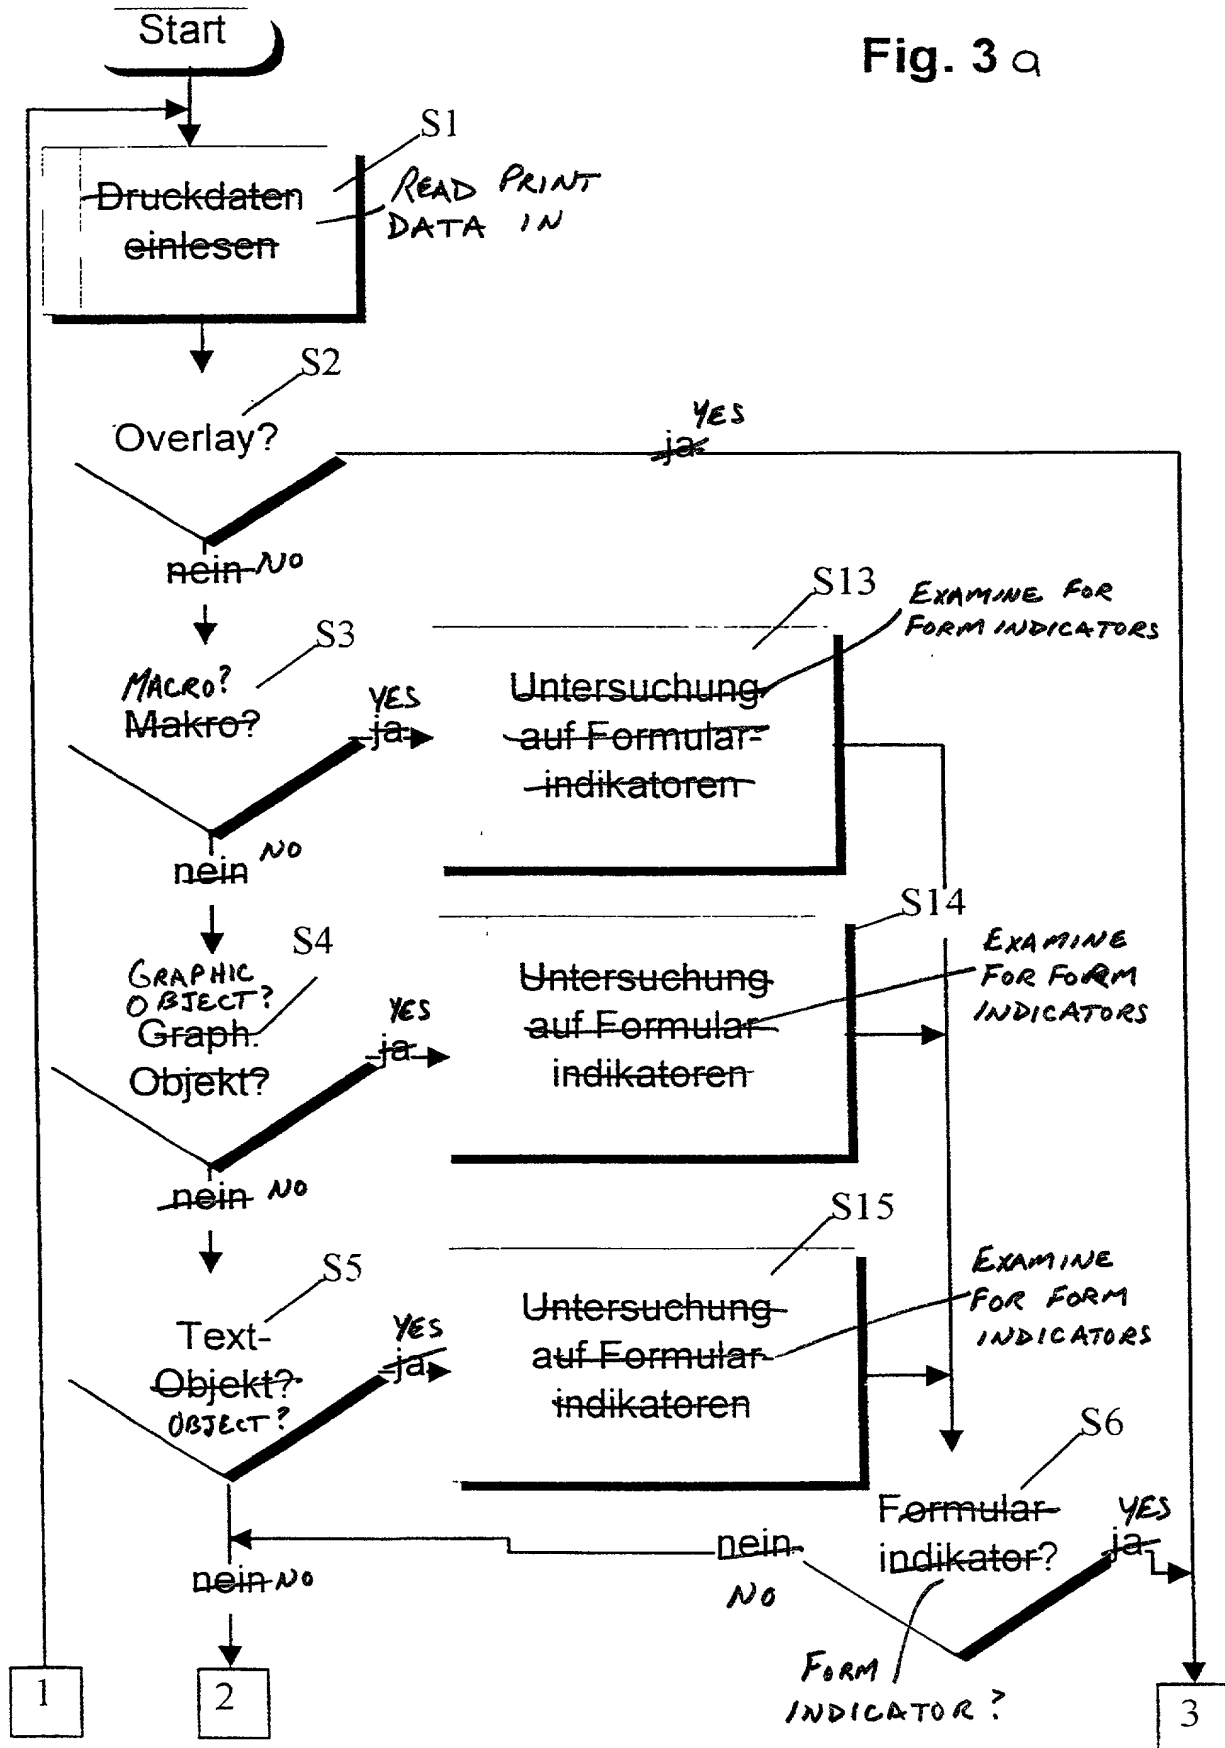 Start
Fig. 3 a
S1
Druckdaten
einlesen
READ PRINT
DATA IN
S2
Overlay?
YES
ja
nein NO
S13
EXAMINE FOR
FORM INDICATORS
S3
MACRO?
Makro?
YES
ja
Untersuchung
auf Formular-
indikatoren
nein NO
S14
S4
EXAMINE
FOR FORM
INDICATORS
GRAPHIC
OBJECT?
Graph.
Objekt?
YES
ja
Untersuchung
auf Formular-
indikatoren
nein NO
S15
S5
EXAMINE
FOR FORM
INDICATORS
Text-
Objekt?
OBJECT?
YES
ja
Untersuchung
auf Formular-
indikatoren
S6
Formular-
indikator?
YES
ja
nein
NO
nein NO
FORM
INDICATOR?
1
2
3